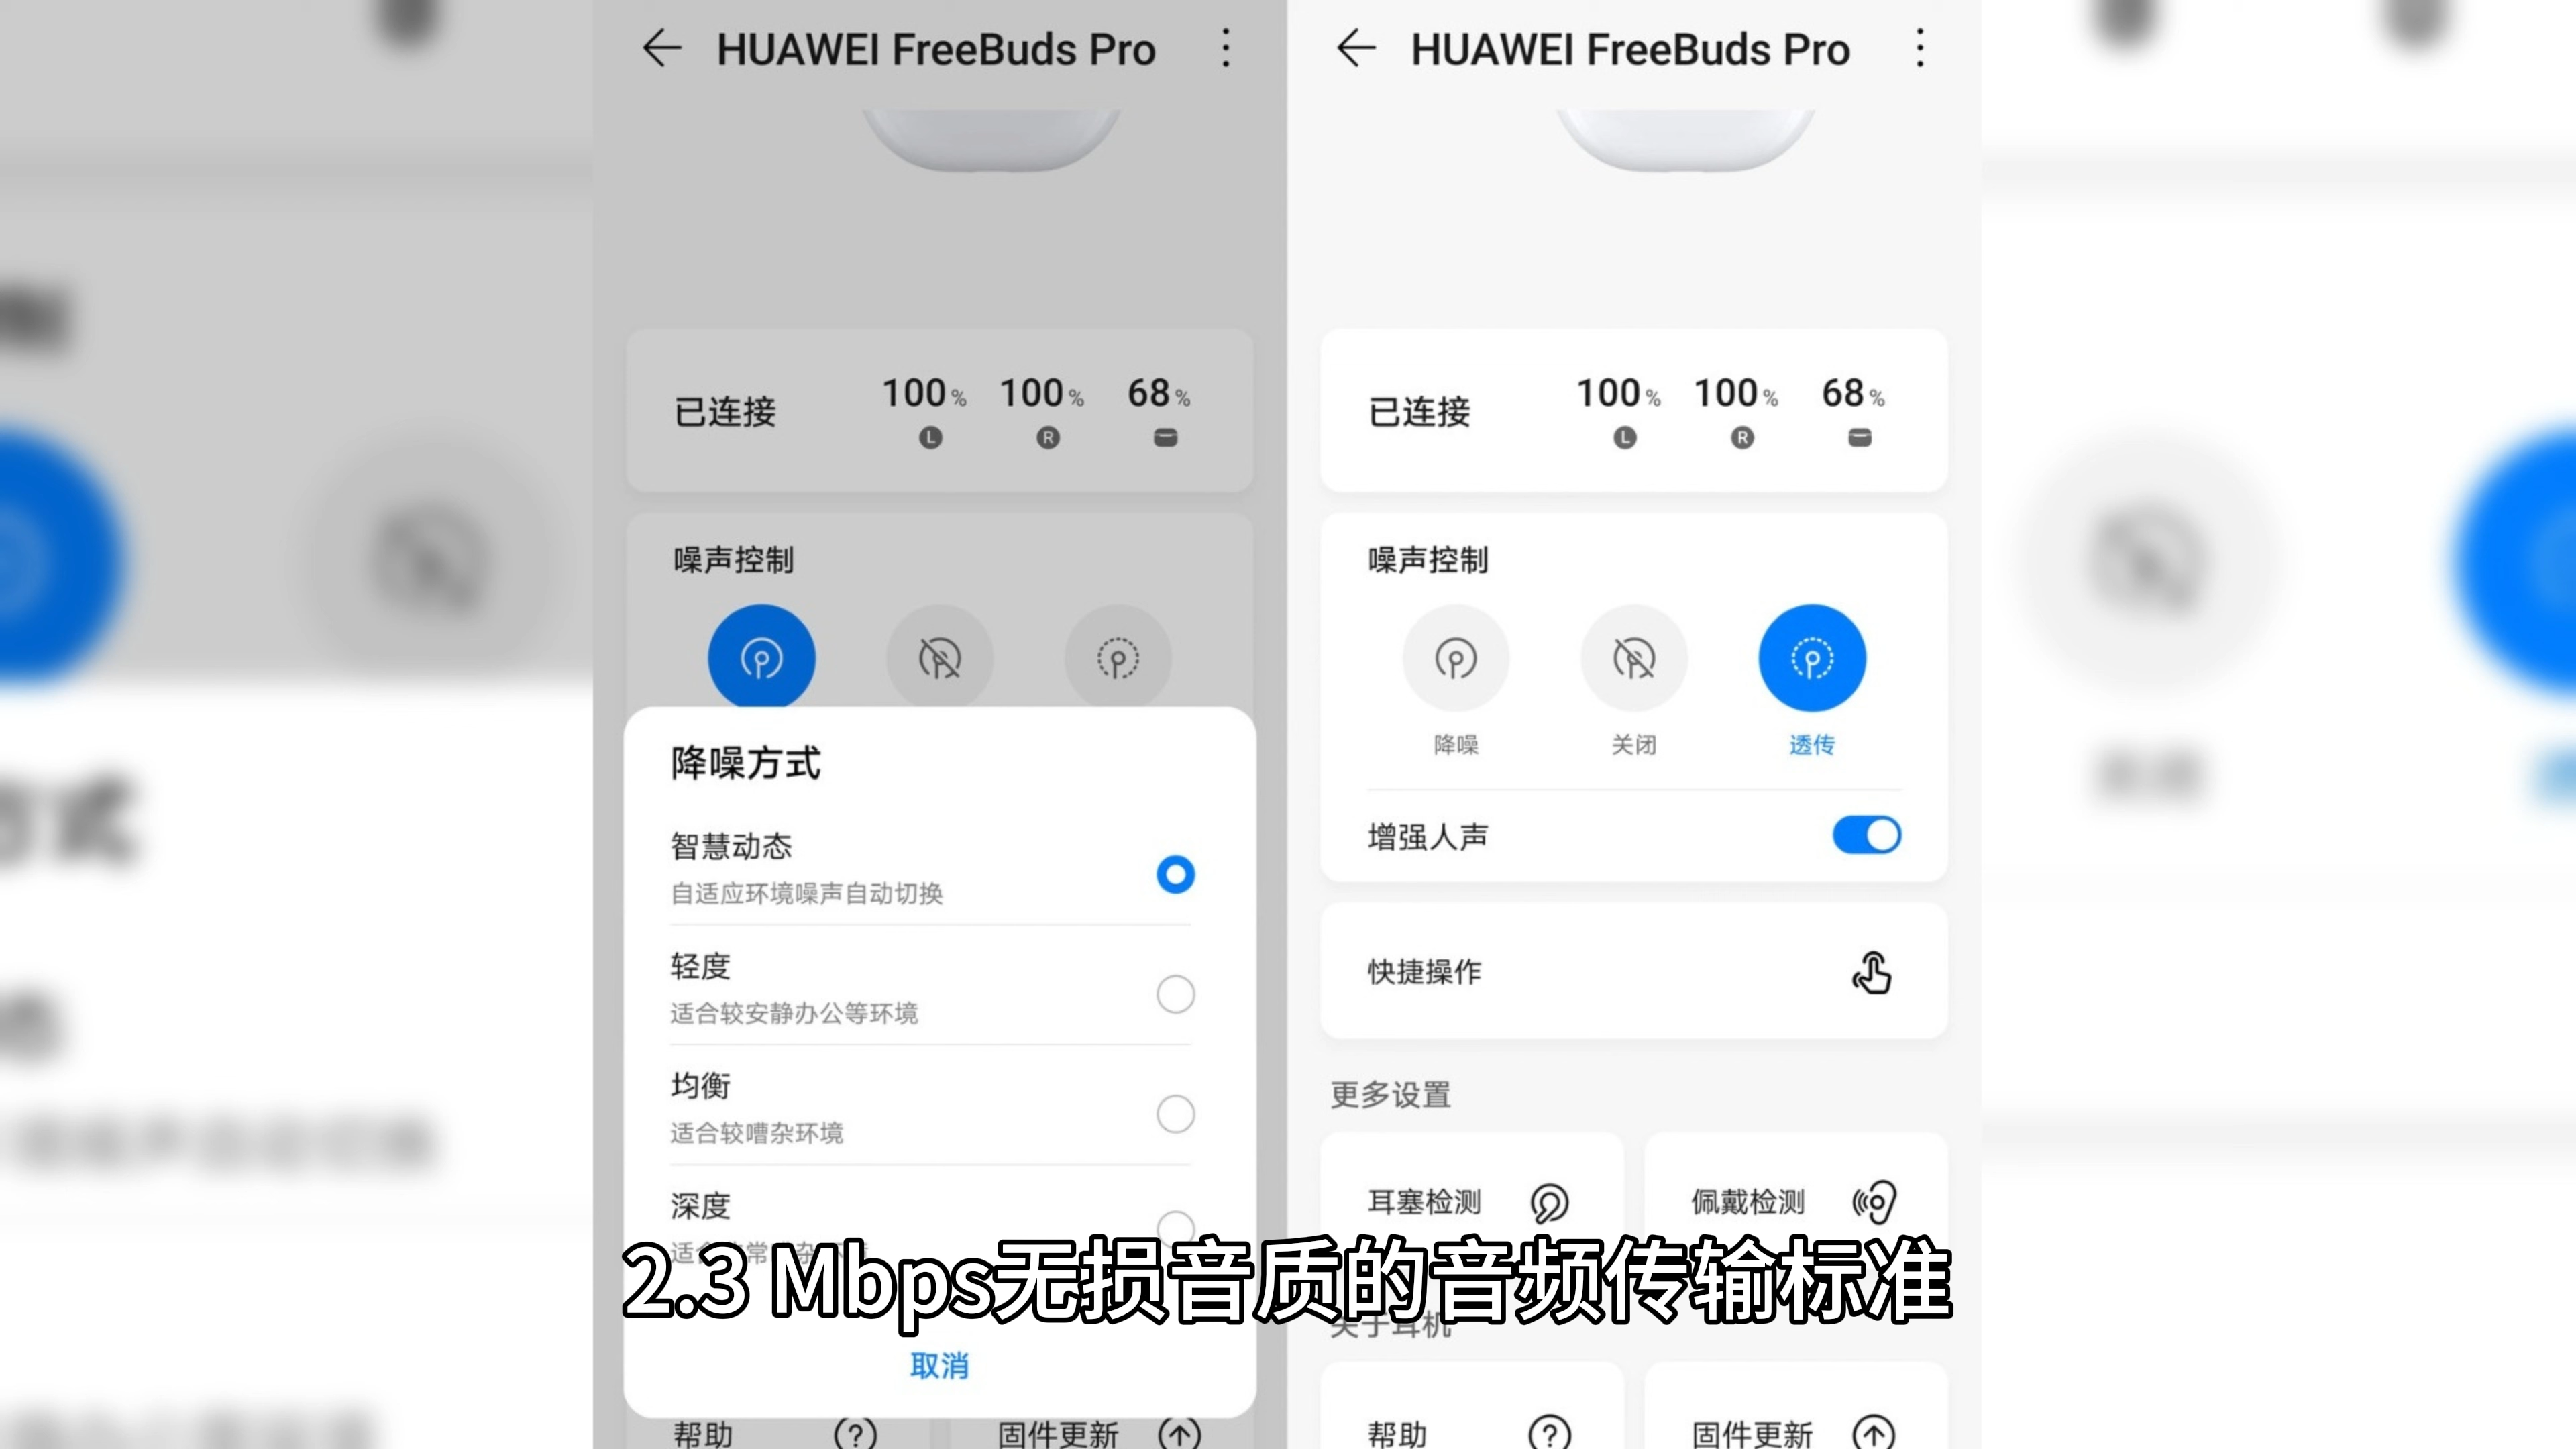 HUAWEI FreeBuds Pro
已连接
100%
100%
68%
L
R
噪声控制
降噪方式
智慧动态
自适应环境噪声自动切换
轻度
适合较安静办公等环境
均衡
适合较嘈杂环境
深度
取消
帮助
固件更新
HUAWEI FreeBuds Pro
已连接
100%
100%
68%
L
R
噪声控制
降噪
关闭
透传
增强人声
快捷操作
更多设置
耳塞检测
佩戴检测
关于耳机
帮助
固件更新
2.3 Mbps无损音质的音频传输标准